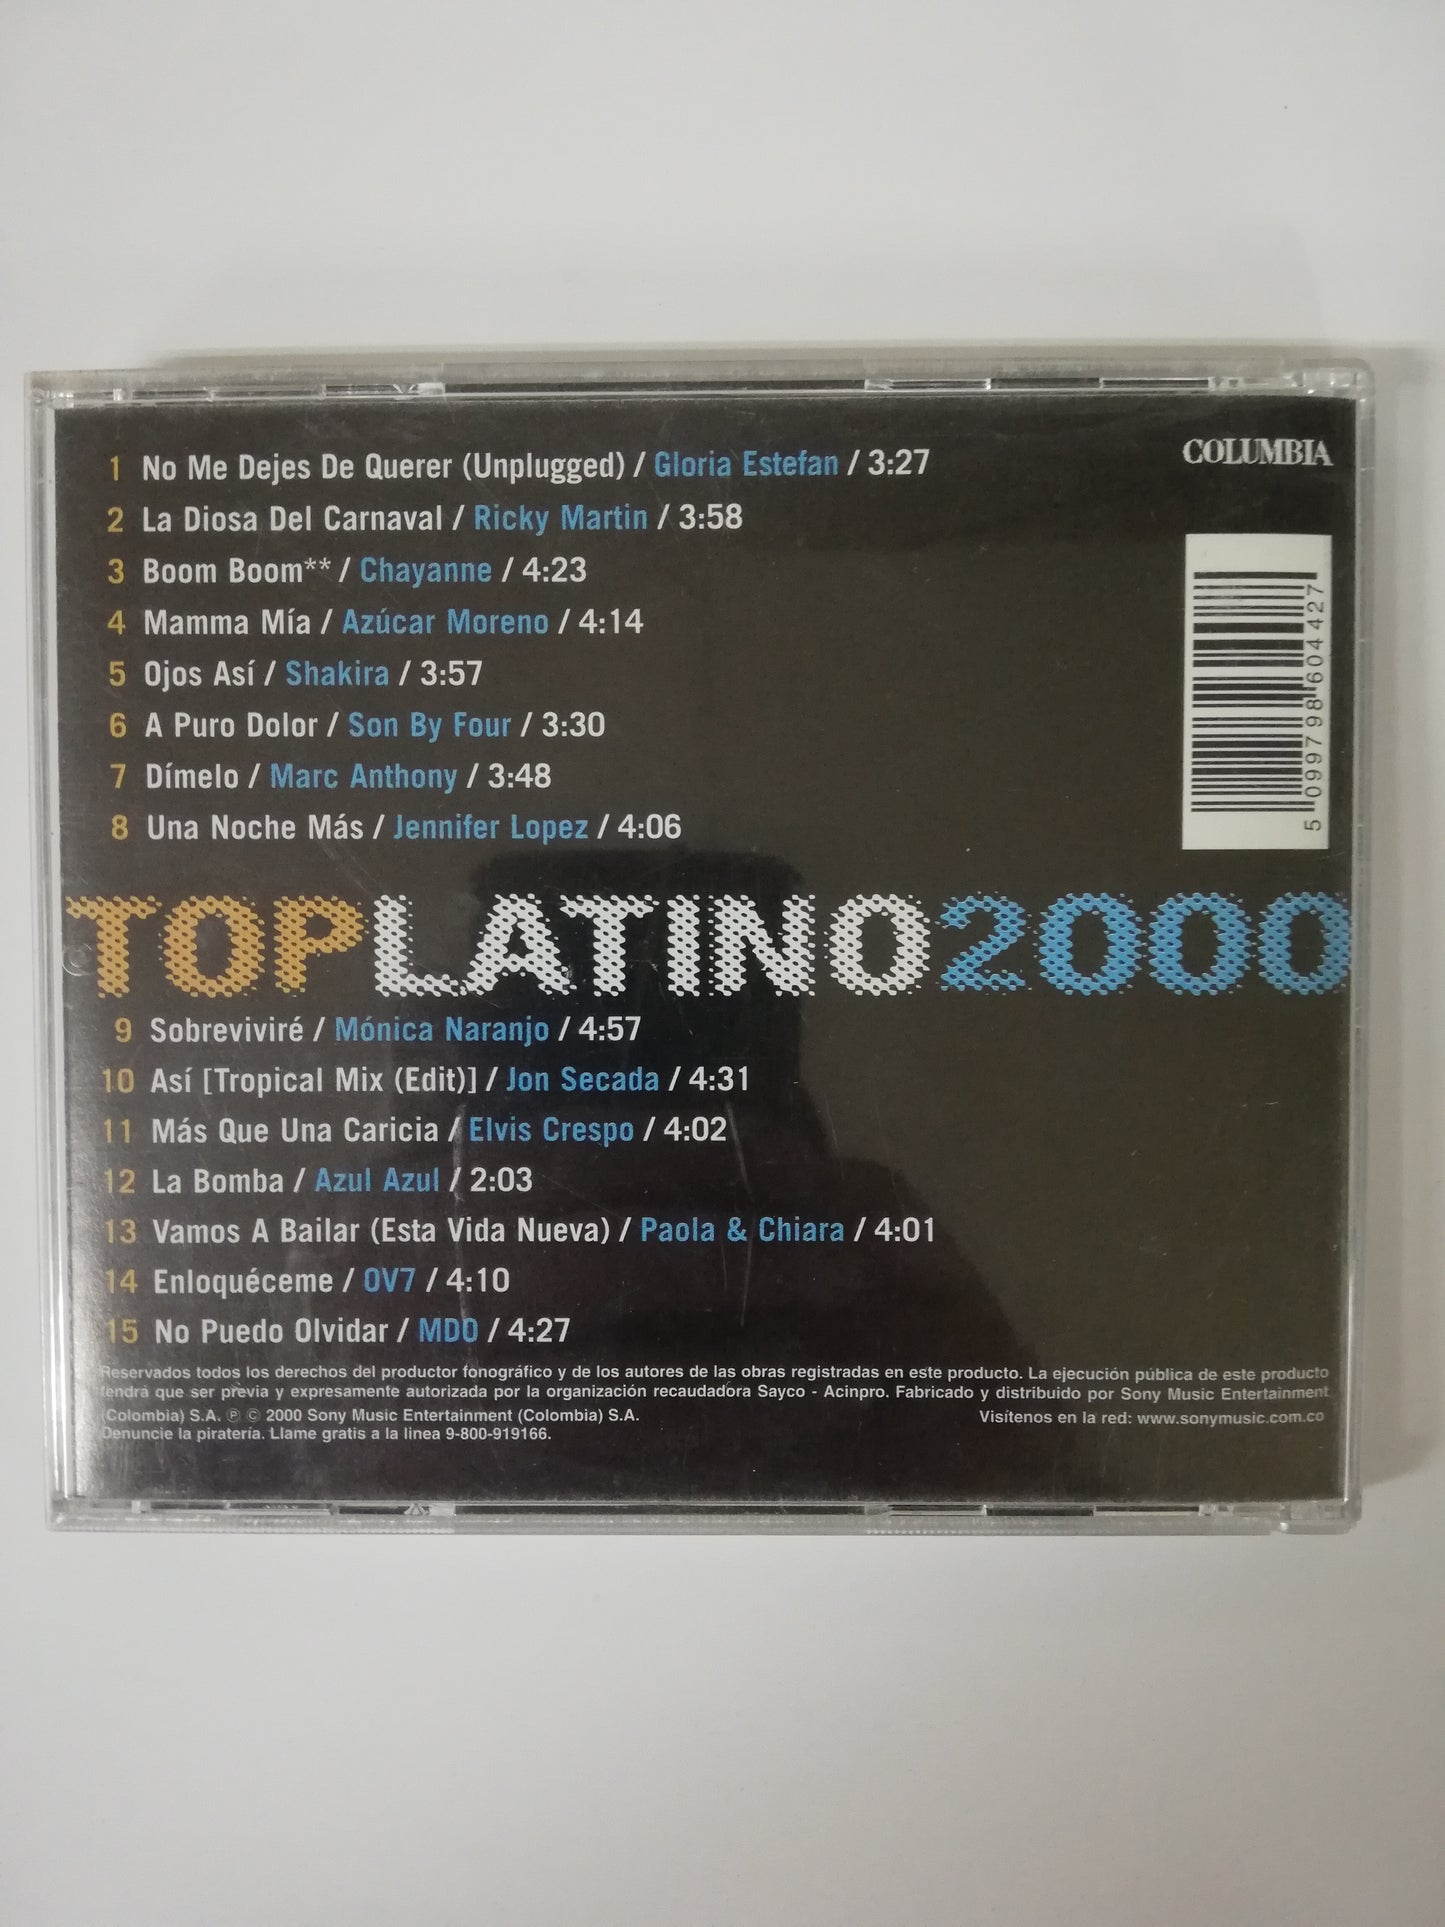 1 No Me Dejes De Querer (Unplugged) / Gloria Estefan / 3:27
COLUMBIA
2 La Diosa Del Carnaval / Ricky Martin / 3:58
3 Boom Boom** / Chayanne / 4:23
4 Mamma Mía / Azúcar Moreno / 4:14
5 Ojos Así / Shakira / 3:57
6 A Puro Dolor / Son By Four / 3:30
7 Dímelo / Marc Anthony / 3:48
8 Una Noche Más / Jennifer Lopez / 4:06
5 099798 604427
TOPLATINO2000
9 Sobreviviré / Mónica Naranjo / 4:57
10 Así [Tropical Mix (Edit)] / Jon Secada / 4:31
11 Más Que Una Caricia / Elvis Crespo / 4:02
12 La Bomba / Azul Azul / 2:03
13 Vamos A Bailar (Esta Vida Nueva) / Paola & Chiara / 4:01
14 Enloquéceme / OV7 / 4:10
15 No Puedo Olvidar / MDO / 4:27
Reservados todos los derechos del productor fonográfico y de los autores de las obras registradas en este producto. La ejecución pública de este producto
tendrá que ser previa y expresamente autorizada por la organización recaudadora Sayco - Acinpro. Fabricado y distribuido por Sony Music Entertainment
(Colombia) S.A. ℗ © 2000 Sony Music Entertainment (Colombia) S.A.
Visítenos en la red: www.sonymusic.com.co
Denuncie la piratería. Llame gratis a la linea 9-800-919166.